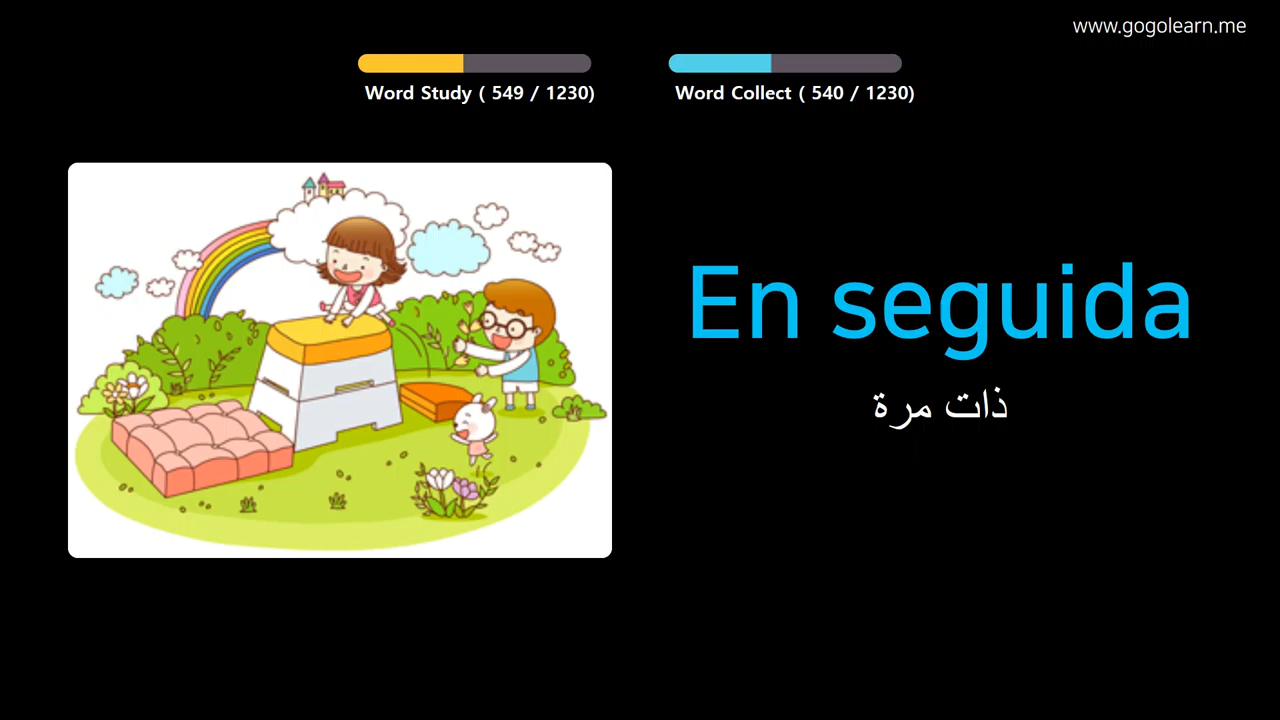 www.gogolearn.me
Word Study ( 549 / 1230)
Word Collect ( 540 / 1230)
En seguida
ذات مرة